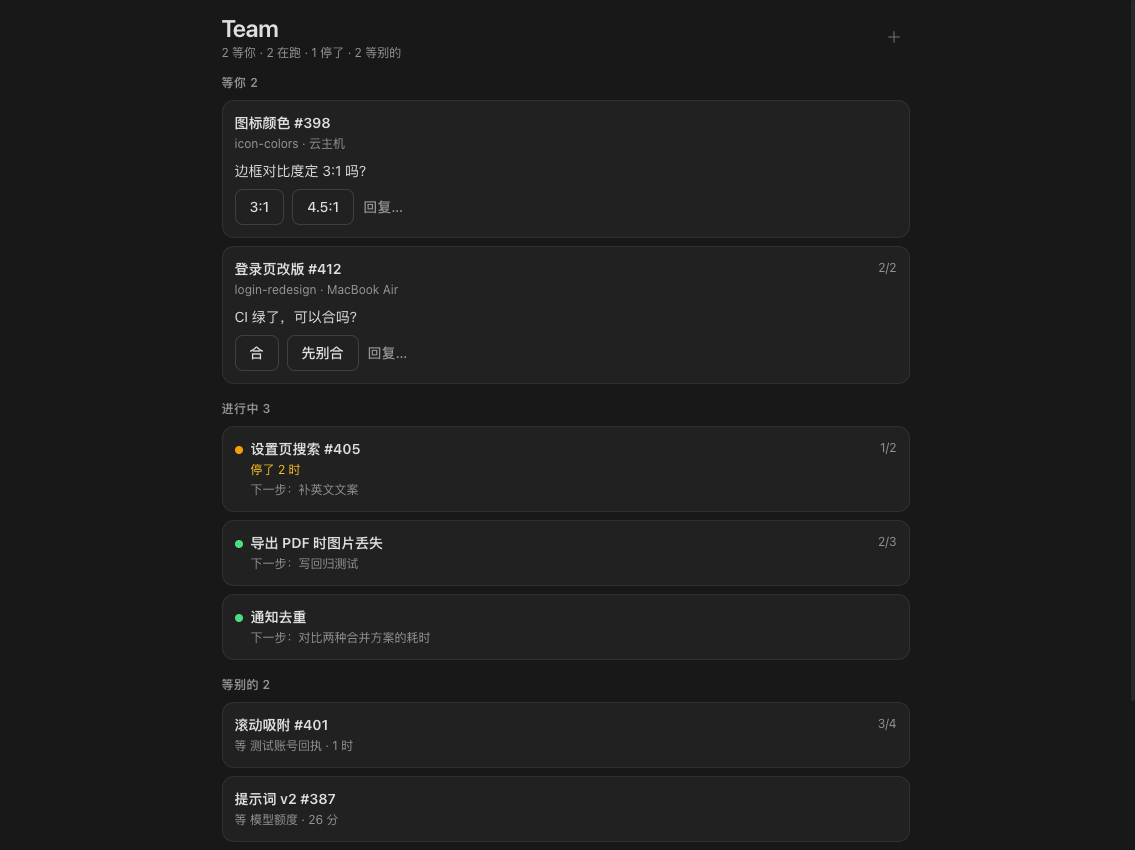 Team
2 等你 · 2 在跑 · 1 停了 · 2 等别的
等你 2
图标颜色 #398
icon-colors · 云主机
边框对比度定 3:1 吗?
3:1 4.5:1 回复…
登录页改版 #412 2/2
login-redesign · MacBook Air
CI 绿了，可以合吗?
合 先别合 回复…
进行中 3
设置页搜索 #405 1/2
停了 2 时
下一步：补英文文案
导出 PDF 时图片丢失 2/3
下一步：写回归测试
通知去重
下一步：对比两种合并方案的耗时
等别的 2
滚动吸附 #401 3/4
等 测试账号回执 · 1 时
提示词 v2 #387
等 模型额度 · 26 分